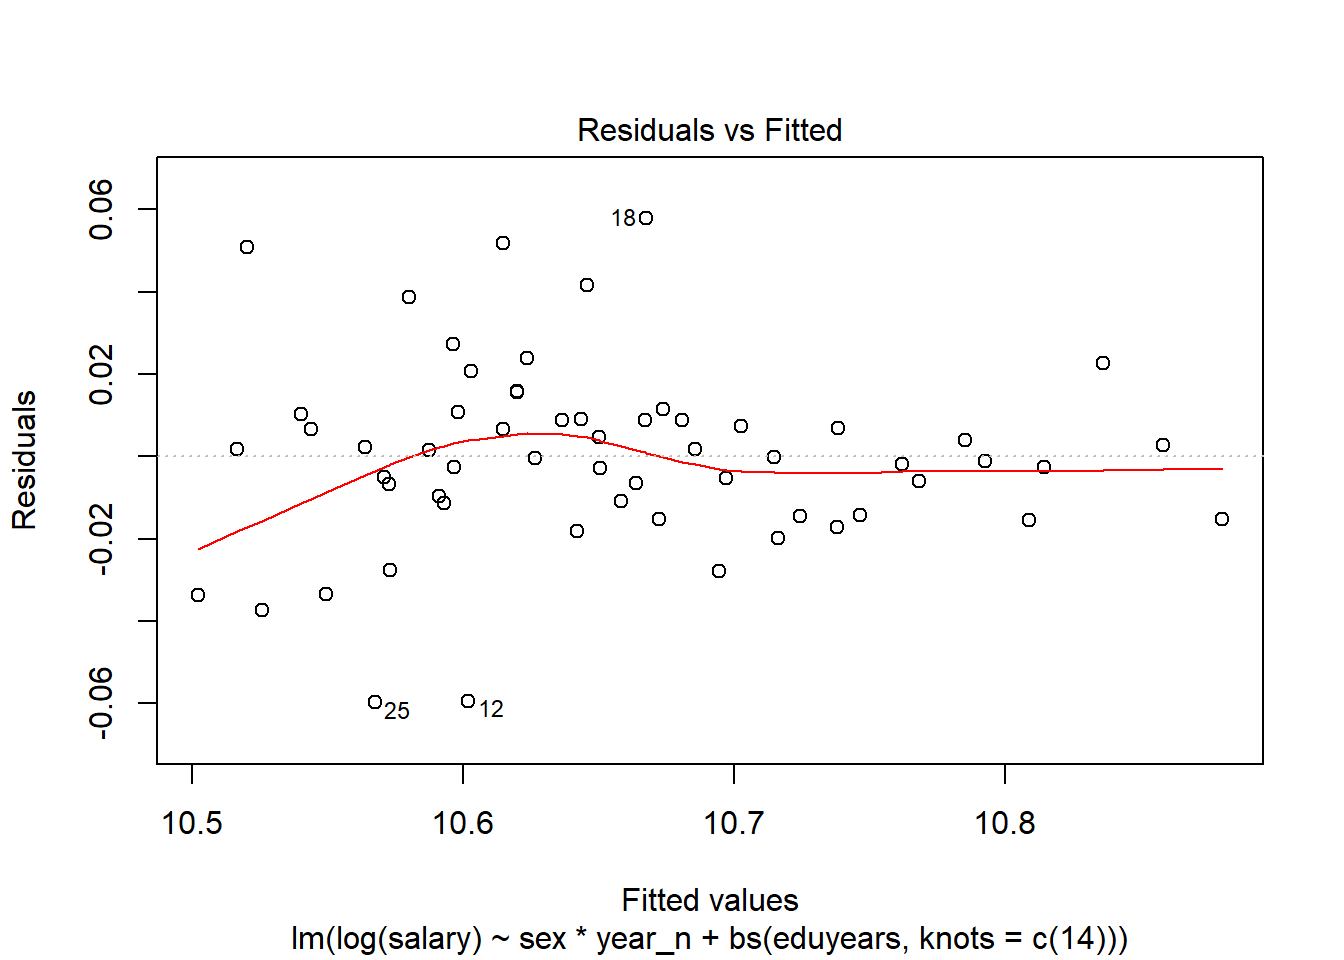 Residuals vs Fitted
Residuals
0.06
0.02
-0.02
-0.06
18
25
12
10.5
10.6
10.7
10.8
Fitted values
lm(log(salary) ~ sex * year_n + bs(eduyears, knots = c(14)))